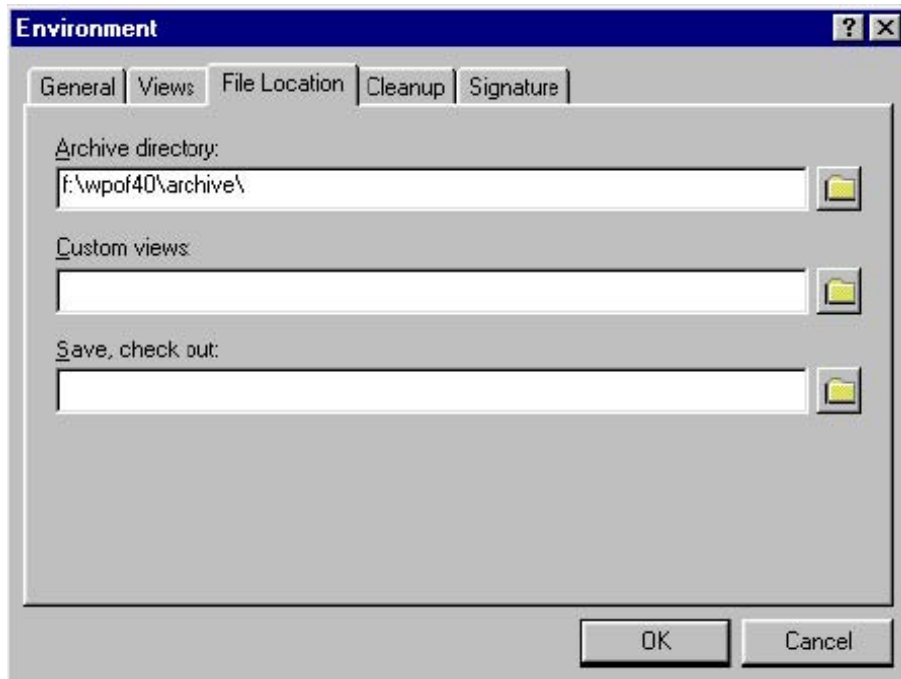 Environment
General Views File Location Cleanup Signature
Archive directory:
f:\wpof40\archive\
Custom views:
Save, check out:
OK Cancel